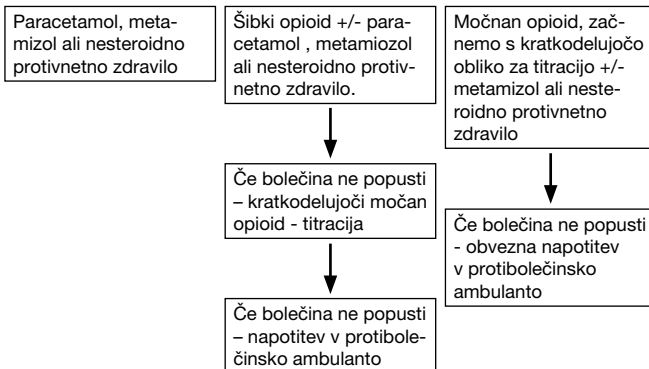 Paracetamol, meta-
mizol ali nesteroidno
protivnetno zdravilo
Šibki opioid +/- para-
cetamol , metamiozol
ali nesteroidno protiv-
netno zdravilo.
Močnan opioid, zač-
nemo s kratkodelujočo
obliko za titracijo +/-
metamizol ali neste-
roidno protivnetno
zdravilo
Če bolečina ne popusti
– kratkodelujoči močan
opioid - titracija
Če bolečina ne popusti
- obvezna napotitev
v protibolečinsko
ambulanto
Če bolečina ne popusti
– napotitev v protibole-
činsko ambulanto